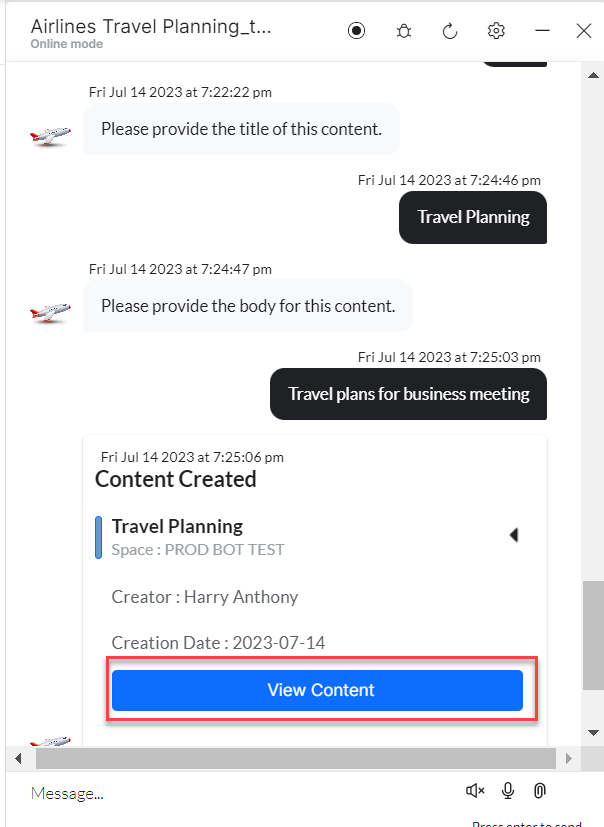 Airlines Travel Planning_t...
Online mode
Fri Jul 14 2023 at 7:22:22 pm
Please provide the title of this content.
Fri Jul 14 2023 at 7:24:46 pm
Travel Planning
Fri Jul 14 2023 at 7:24:47 pm
Please provide the body for this content.
Fri Jul 14 2023 at 7:25:03 pm
Travel plans for business meeting
Fri Jul 14 2023 at 7:25:06 pm
Content Created
Travel Planning
Space : PROD BOT TEST
Creator : Harry Anthony
Creation Date : 2023-07-14
View Content
Message...
Press enter to send